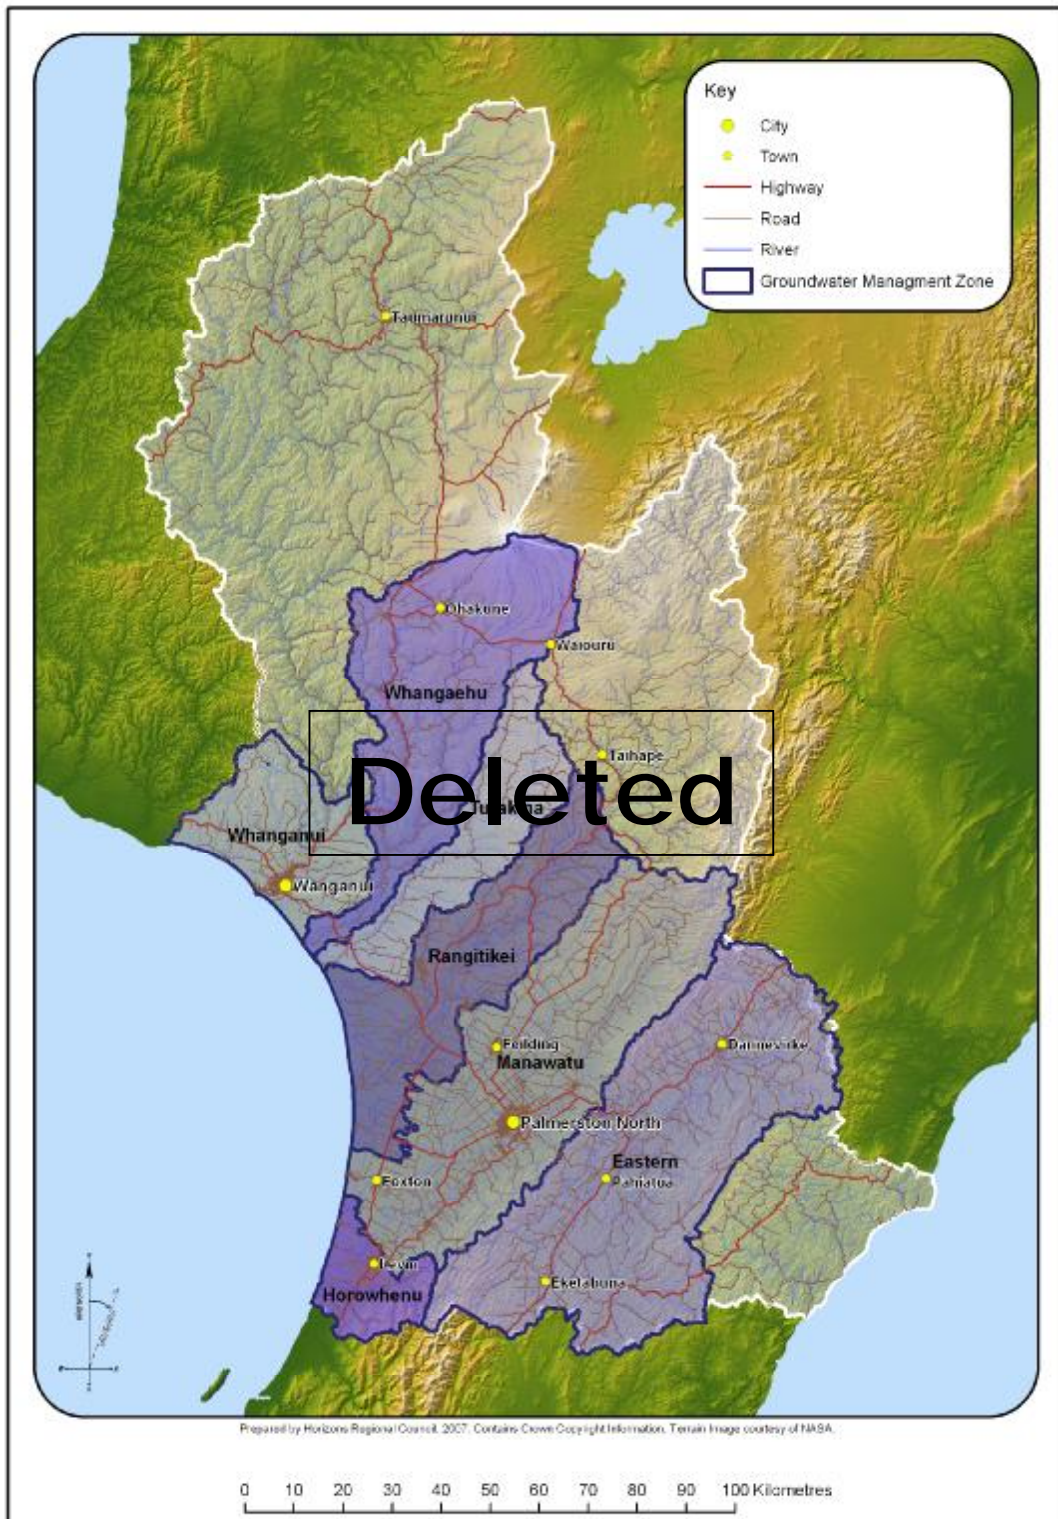 Key
City
Town
Highway
Road
River
Groundwater Managment Zone
Taumarunui
Ohakune
Waiouru
Whangaehu
Taihape
Deleted
Turakina
Whanganui
Wanganui
Rangitikei
Feilding
Manawatu
Dannevirke
Palmerston North
Eastern
Pahiatua
Foxton
Levin
Eketahuna
Horowhenu
Prepared by Horizons Regional Council, 2007. Contains Crown Copyright Information. Terrain Image courtesy of NASA.
0 10 20 30 40 50 60 70 80 90 100 Kilometres